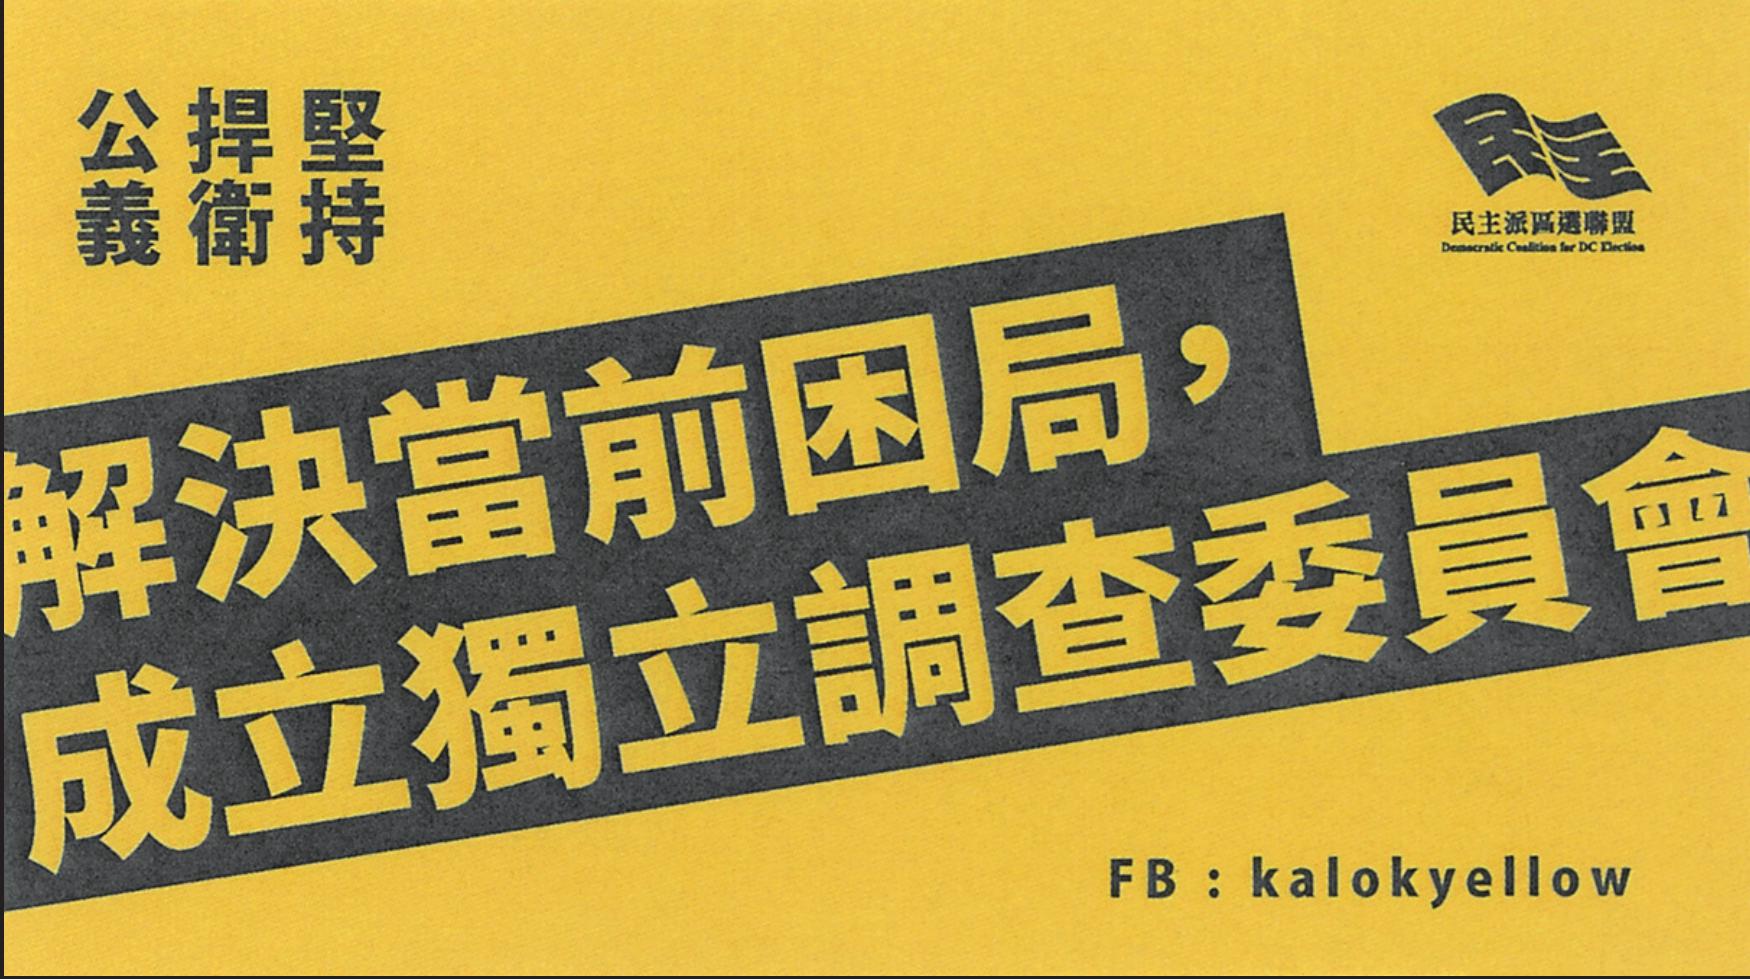 堅持
捍衛
公義
民主
民主派區選聯盟
Democratic Coalition for DC Election
解決當前困局，
成立獨立調查委員會
FB : kalokyellow